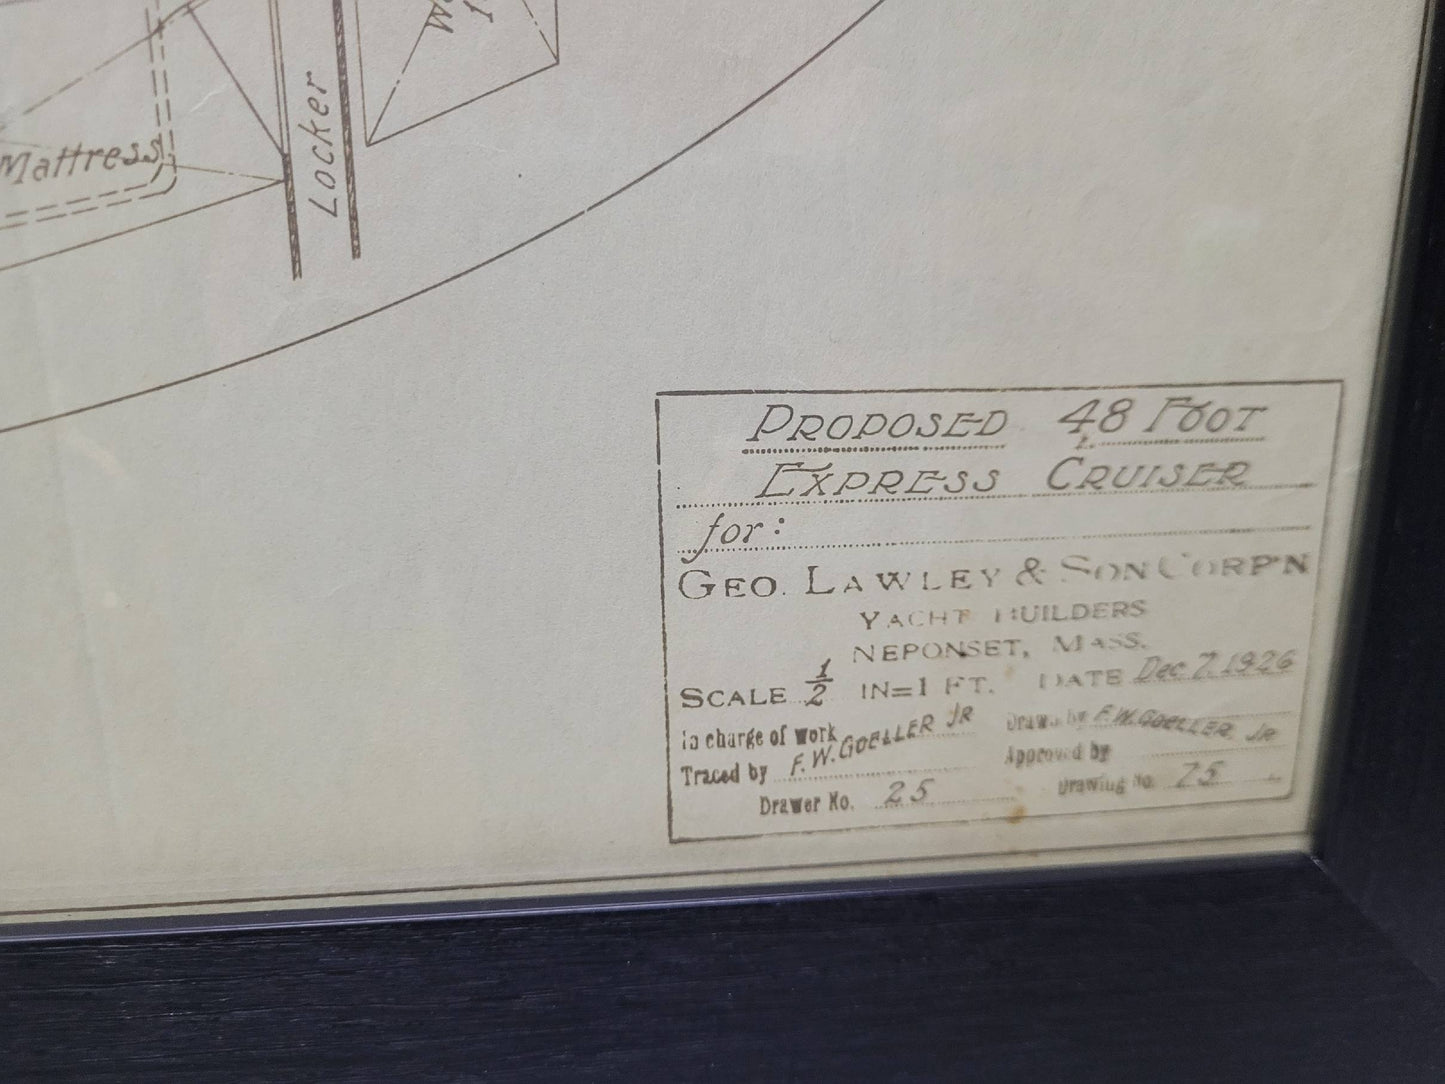 Mattress
Locker
PROPOSED 48 FOOT
EXPRESS CRUISER
for:
GEO. LAWLEY & SON CORP'N
YACHT BUILDERS
NEPONSET, MASS.
SCALE 1/2 IN=1 FT. DATE Dec 7, 1926
In charge of work F.W. GOELLER JR Drawn by F.W. GOELLER, JR
Traced by Approved by
Drawer No. 25 Drawing No.